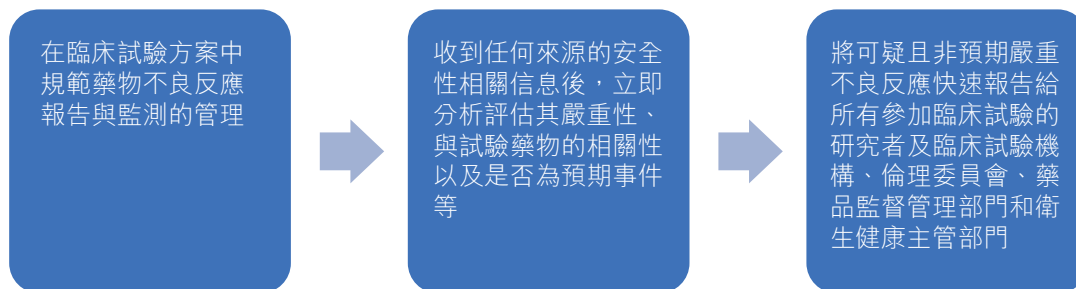 在臨床試驗方案中
規範藥物不良反應
報告與監測的管理
收到任何來源的安全
性相關信息後，立即
分析評估其嚴重性、
與試驗藥物的相關性
以及是否為預期事件
等
將可疑且非預期嚴重
不良反應快速報告給
所有參加臨床試驗的
研究者及臨床試驗機
構、倫理委員會、藥
品監督管理部門和衛
生健康主管部門